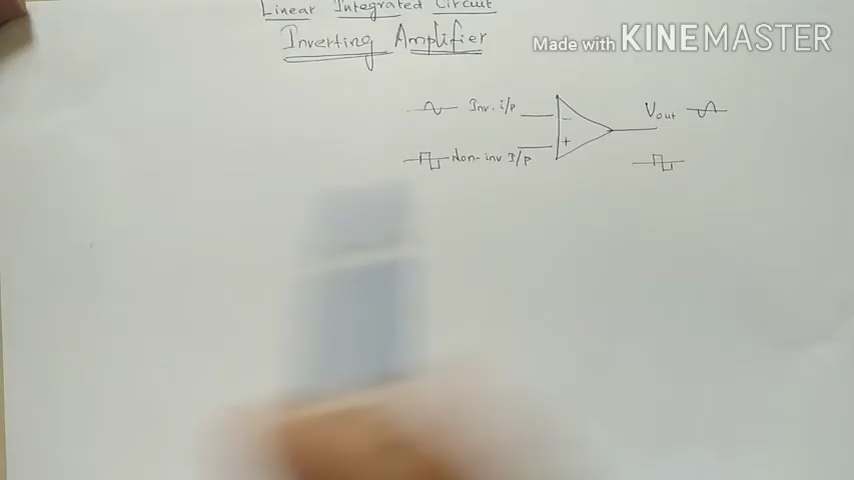 Linear Integrated Circuit
Inverting Amplifier
Made with KINEMASTER
Inv. i/p
-
Vout
Non-inv I/p
+